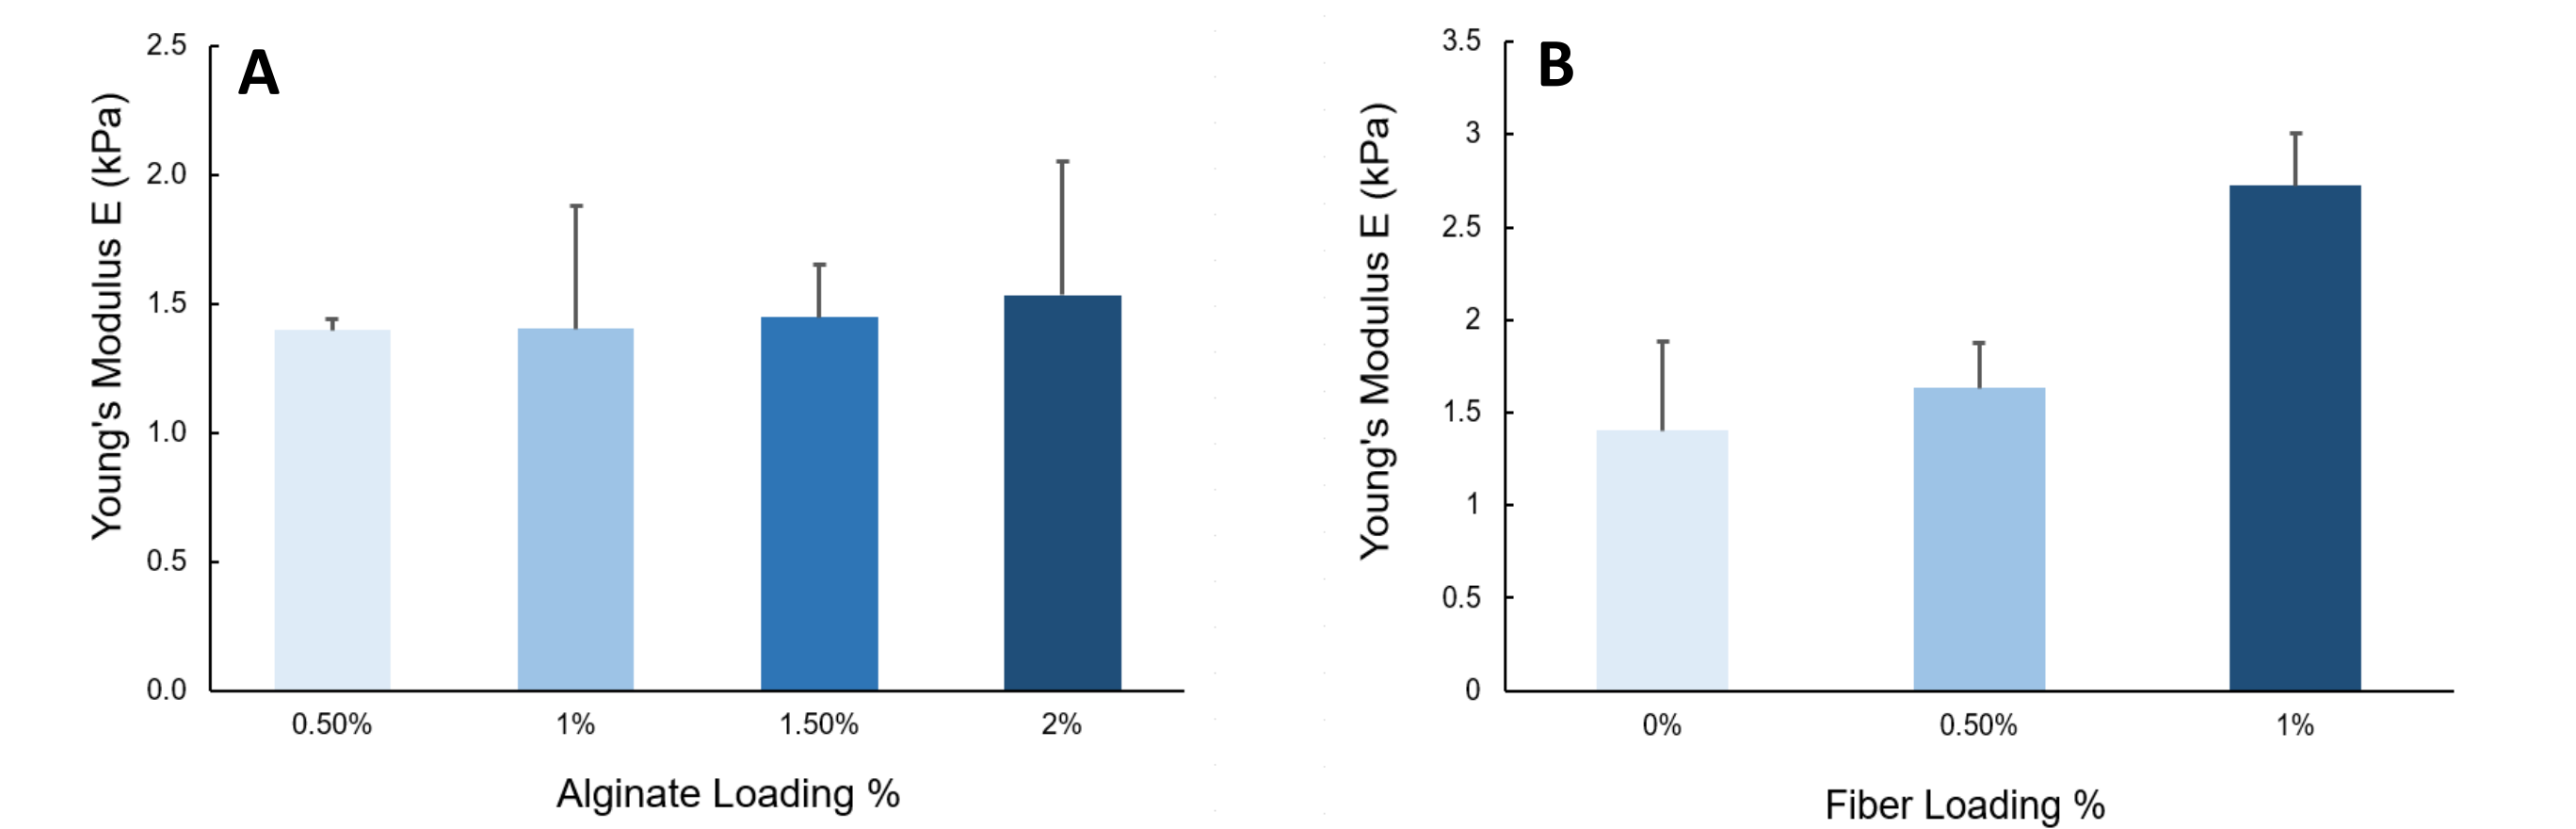 A
Young's Modulus E (kPa)
2.5
2.0
1.5
1.0
0.5
0.0
0.50% 1% 1.50% 2%
Alginate Loading %
B
Young's Modulus E (kPa)
3.5
3
2.5
2
1.5
1
0.5
0
0% 0.50% 1%
Fiber Loading %